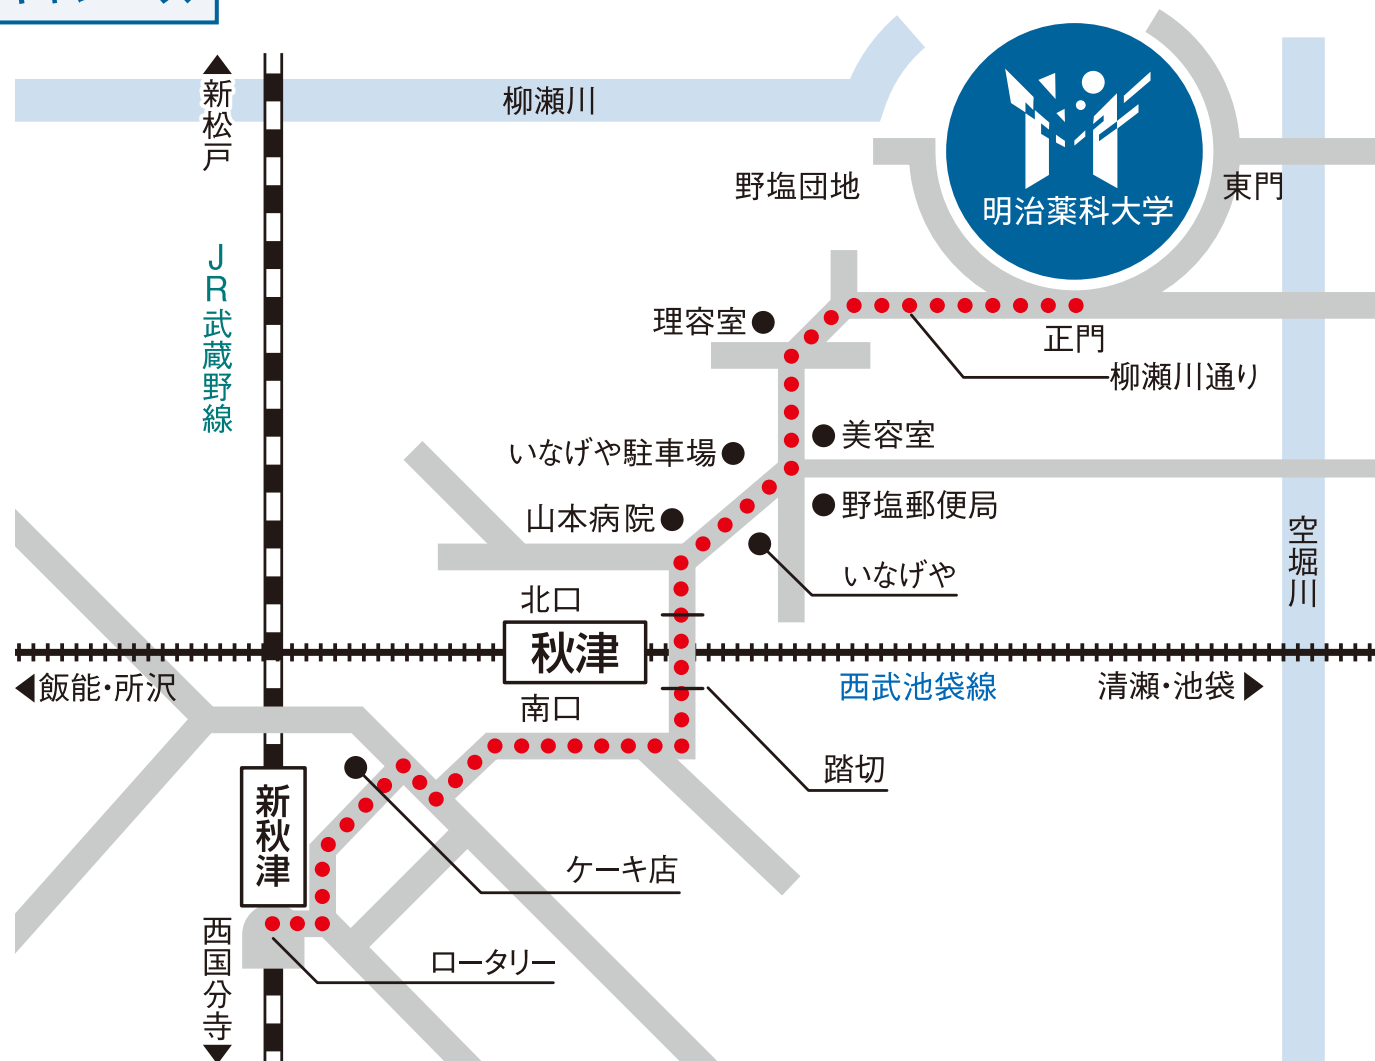 新松戸
柳瀬川
明治薬科大学
野塩団地
東門
JR武蔵野線
理容室
正門
柳瀬川通り
美容室
いなげや駐車場
野塩郵便局
山本病院
空堀川
いなげや
北口
秋津
飯能・所沢
西武池袋線
清瀬・池袋
南口
踏切
新秋津
ケーキ店
西国分寺
ロータリー